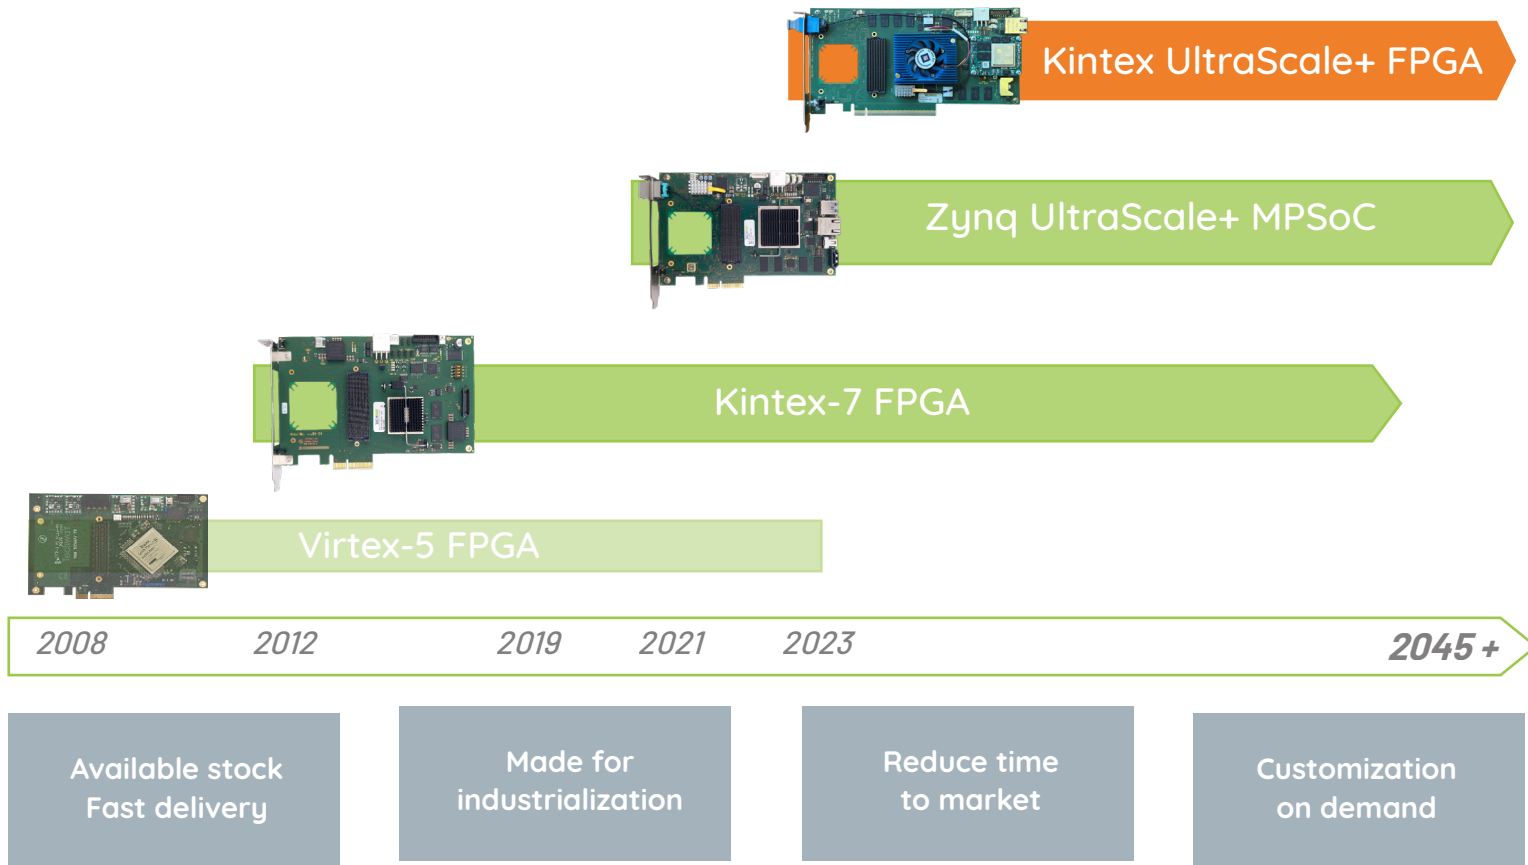 Kintex UltraScale+ FPGA
Zynq UltraScale+ MPSoC
Kintex-7 FPGA
Virtex-5 FPGA
2008
2012
2019
2021
2023
2045 +
Available stock
Fast delivery
Made for
industrialization
Reduce time
to market
Customization
on demand